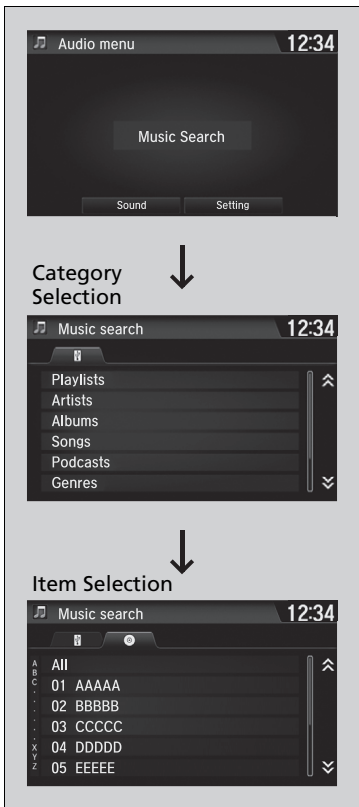 Audio menu 12:34
Music Search
Sound Setting
Category
Selection
Music search 12:34
Playlists
Artists
Albums
Songs
Podcasts
Genres
Item Selection
Music search 12:34
A
B
C
.
.
.
.
.
X
Y
Z
All
01 AAAAA
02 BBBBB
03 CCCCC
04 DDDDD
05 EEEEE